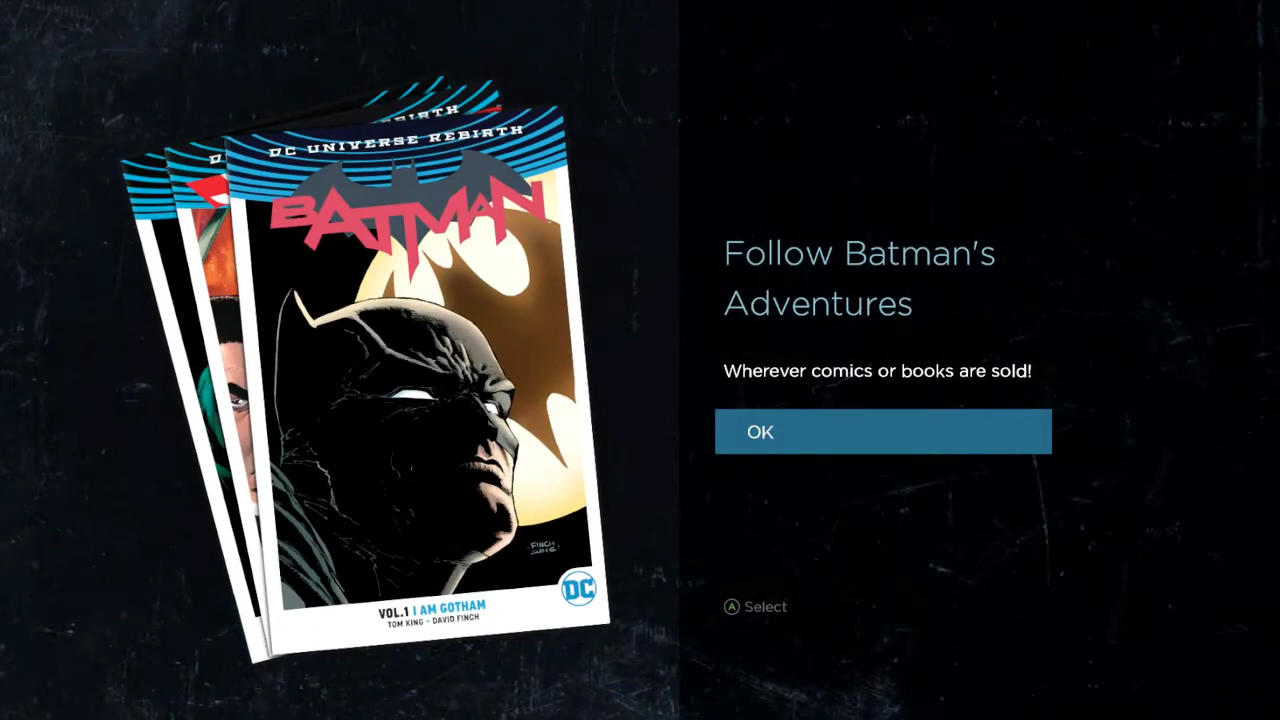 BIRTH
D
DC UNIVERSE REBIRTH
BATMAN
FINCH
2016
DC
VOL.1 I AM GOTHAM
TOM KING • DAVID FINCH
Follow Batman's
Adventures
Wherever comics or books are sold!
OK
A Select